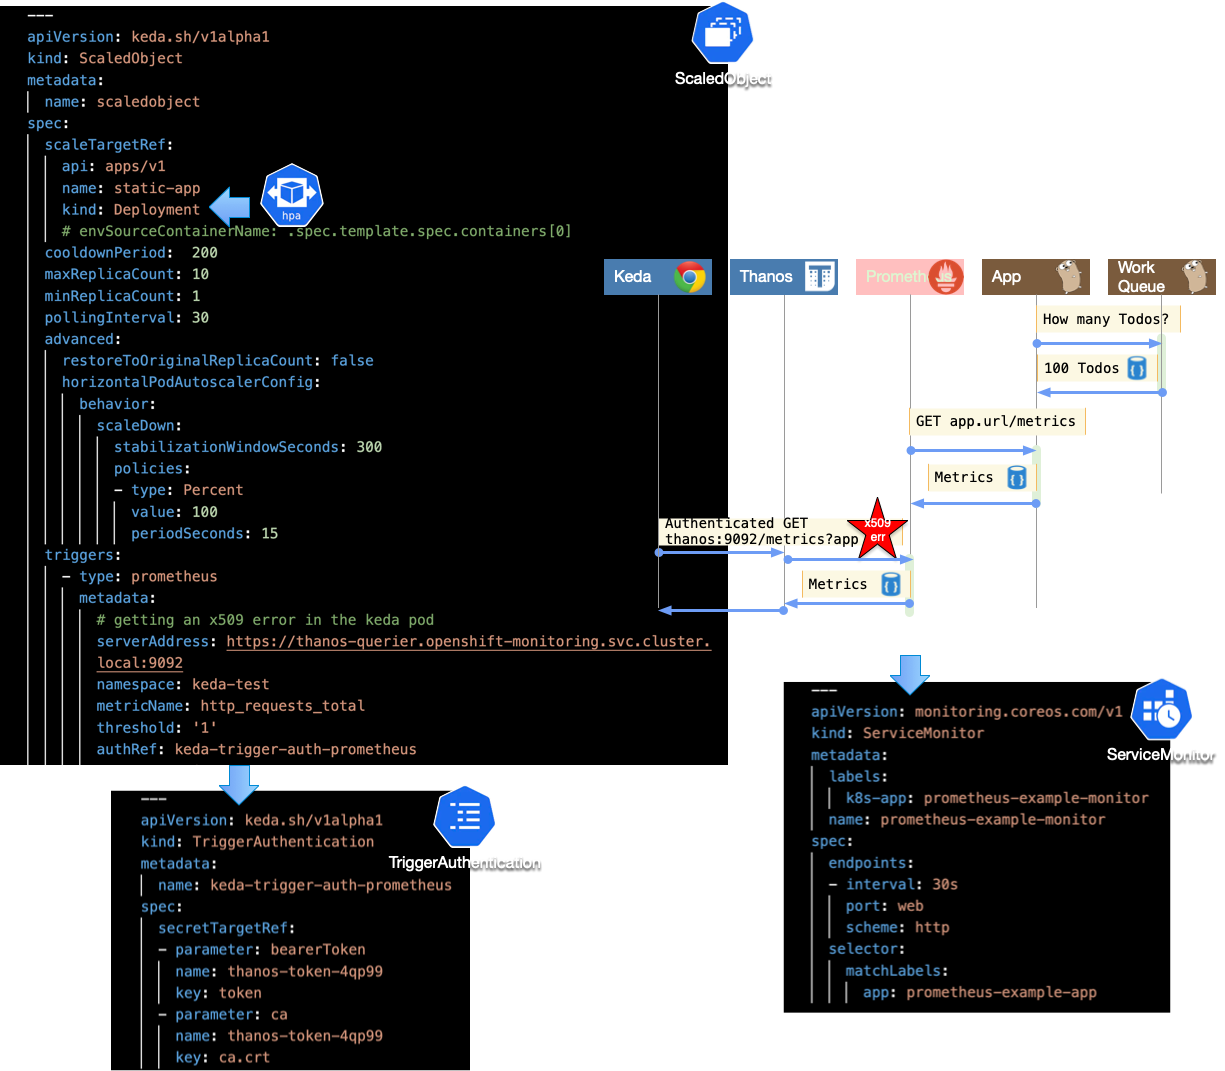 ---
apiVersion: keda.sh/v1alpha1
kind: ScaledObject
metadata:
name: scaledobject
spec:
scaleTargetRef:
api: apps/v1
name: static-app
kind: Deployment
# envSourceContainerName: .spec.template.spec.containers[0]
cooldownPeriod:  200
maxReplicaCount: 10
minReplicaCount: 1
pollingInterval: 30
advanced:
restoreToOriginalReplicaCount: false
horizontalPodAutoscalerConfig:
behavior:
scaleDown:
stabilizationWindowSeconds: 300
policies:
- type: Percent
value: 100
periodSeconds: 15
triggers:
- type: prometheus
metadata:
# getting an x509 error in the keda pod
serverAddress: https://thanos-querier.openshift-monitoring.svc.cluster.
local:9092
namespace: keda-test
metricName: http_requests_total
threshold: '1'
authRef: keda-trigger-auth-prometheus
ScaledObject
hpa
Keda
Thanos
Prometheus
App
Work
Queue
How many Todos?
100 Todos
GET app.url/metrics
Metrics
Authenticated GET
thanos:9092/metrics?app
x509
err
Metrics
---
apiVersion: keda.sh/v1alpha1
kind: TriggerAuthentication
metadata:
name: keda-trigger-auth-prometheus
spec:
secretTargetRef:
- parameter: bearerToken
name: thanos-token-4qp99
key: token
- parameter: ca
name: thanos-token-4qp99
key: ca.crt
TriggerAuthentication
---
apiVersion: monitoring.coreos.com/v1
kind: ServiceMonitor
metadata:
labels:
k8s-app: prometheus-example-monitor
name: prometheus-example-monitor
spec:
endpoints:
- interval: 30s
port: web
scheme: http
selector:
matchLabels:
app: prometheus-example-app
ServiceMonitor